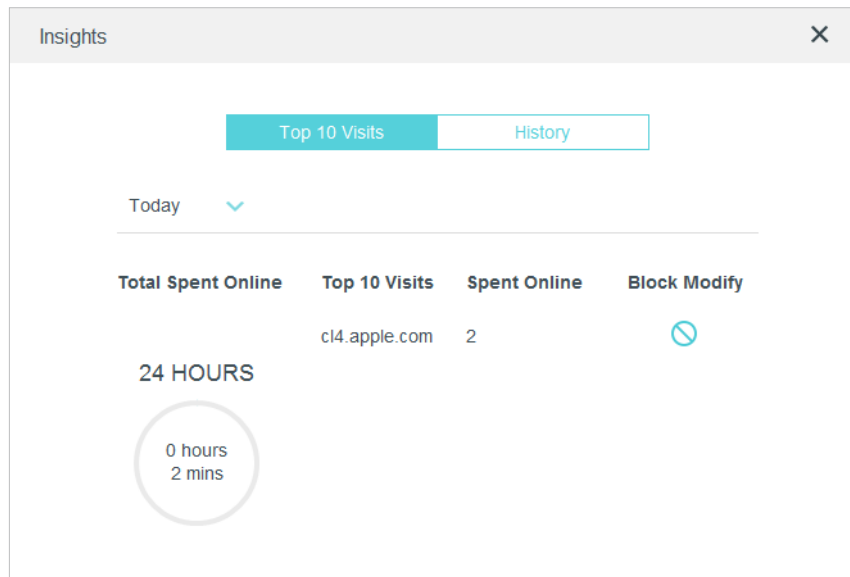 Insights
Top 10 Visits History
Today
Total Spent Online Top 10 Visits Spent Online Block Modify
cl4.apple.com 2
24 HOURS
0 hours
2 mins